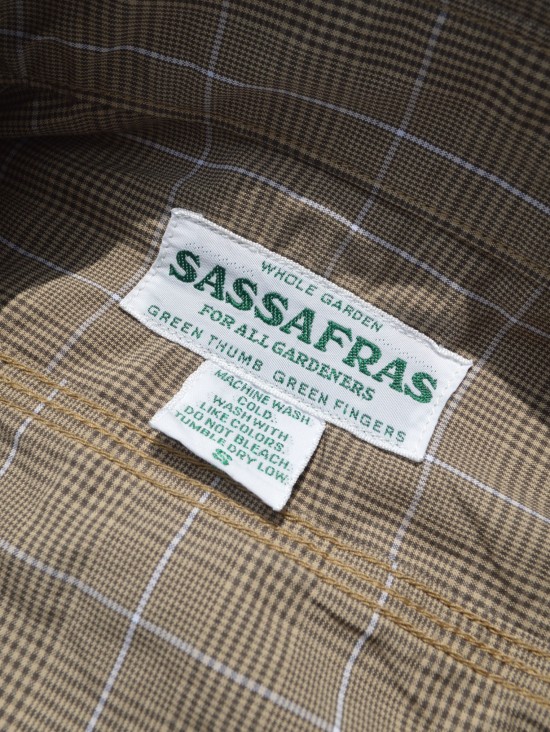 WHOLE GARDEN
SASSAFRAS
FOR ALL GARDENERS
GREEN THUMB GREEN FINGERS
MACHINE WASH
COLD.
WASH WITH
LIKE COLORS.
DO NOT BLEACH.
TUMBLE DRY LOW.
S